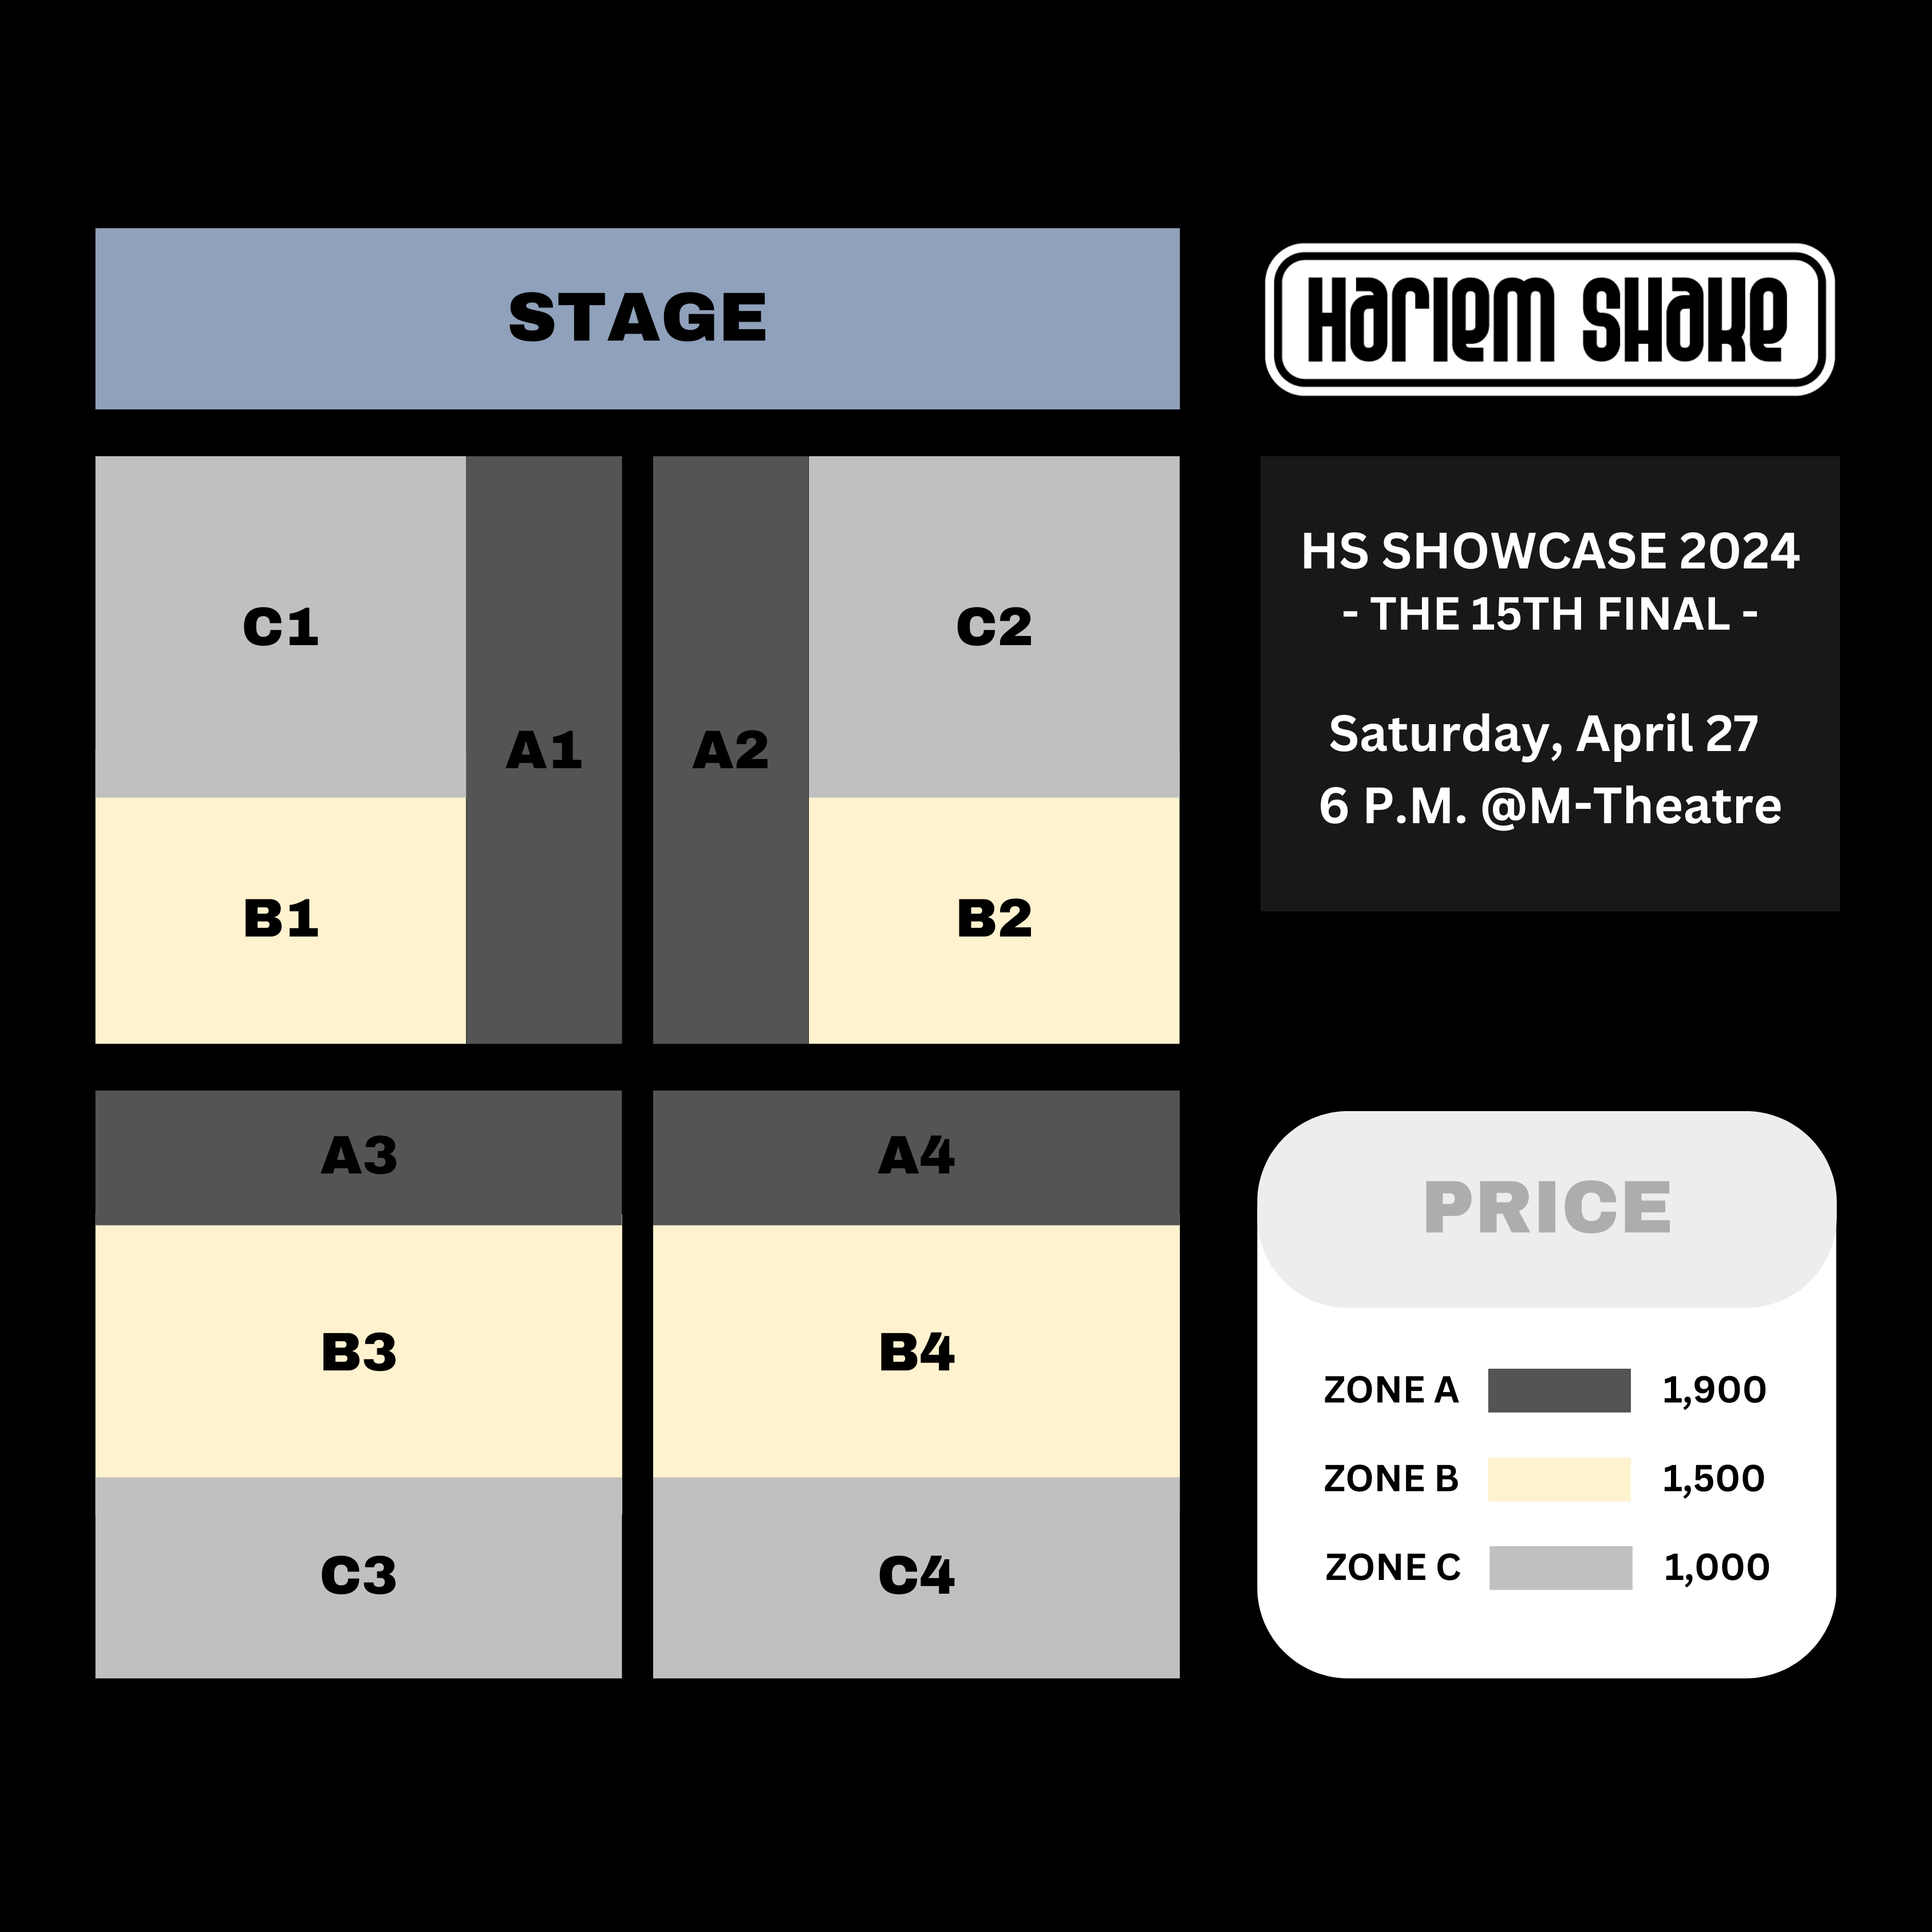 STAGE
HarleM SHaKe
C1
C2
A1
A2
B1
B2
A3
A4
B3
B4
C3
C4
HS SHOWCASE 2024
- THE 15TH FINAL -
Saturday, April 27
6 P.M. @M-Theatre
PRICE
ZONE A 1,900
ZONE B 1,500
ZONE C 1,000